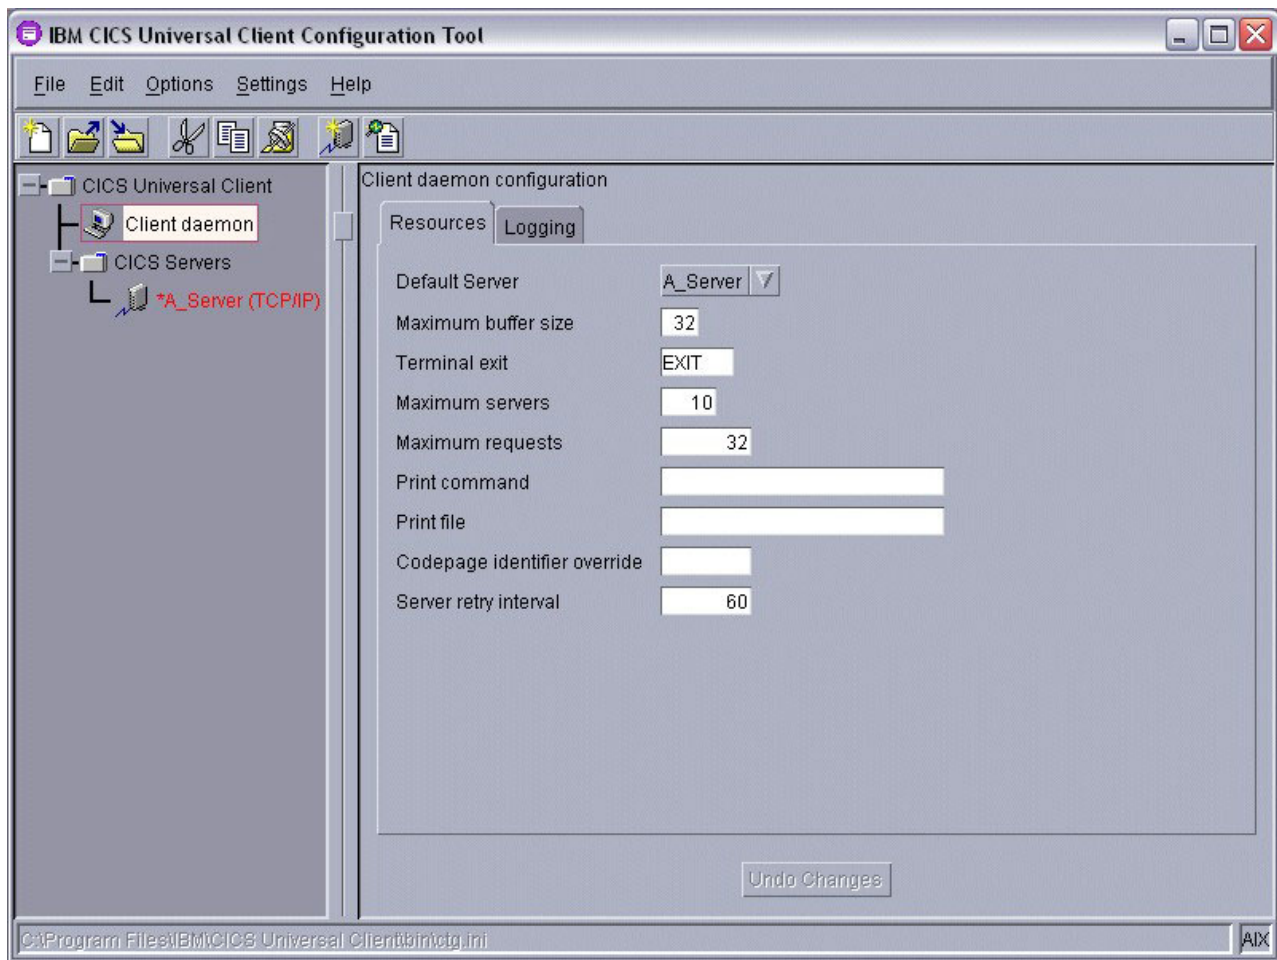 IBM CICS Universal Client Configuration Tool
File Edit Options Settings Help
CICS Universal Client
Client daemon
CICS Servers
*A_Server (TCP/IP)
Client daemon configuration
Resources Logging
Default Server A_Server
Maximum buffer size 32
Terminal exit EXIT
Maximum servers 10
Maximum requests 32
Print command
Print file
Codepage identifier override
Server retry interval 60
Undo Changes
C:\Program Files\IBM\CICS Universal Client\bin\ctg.ini AIX